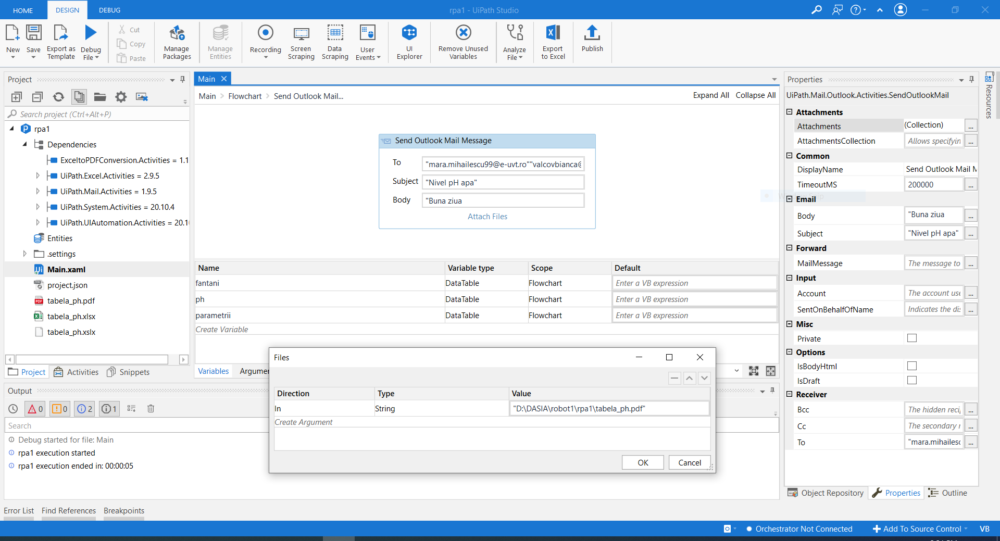 HOME
DESIGN
DEBUG
rpa1 - UiPath Studio
New
Save
Export as Template
Debug File
Cut
Copy
Paste
Manage Packages
Manage Entities
Recording
Screen Scraping
Data Scraping
User Events
UI Explorer
Remove Unused Variables
Analyze File
Export to Excel
Publish
Project
Search project (Ctrl+Alt+P)
rpa1
Dependencies
ExceltoPDFConversion.Activities = 1.1
UiPath.Excel.Activities = 2.9.5
UiPath.Mail.Activities = 1.9.5
UiPath.System.Activities = 20.10.4
UiPath.UIAutomation.Activities = 20.1
Entities
.settings
Main.xaml
project.json
tabela_ph.pdf
tabela_ph.xlsx
tabela_ph.xslx
Project
Activities
Snippets
Main
Main > Flowchart > Send Outlook Mail...
Expand All Collapse All
Send Outlook Mail Message
To "mara.mihailescu99@e-uvt.ro""valcovbianca@
Subject "Nivel pH apa"
Body "Buna ziua
Attach Files
Name Variable type Scope Default
fantani DataTable Flowchart Enter a VB expression
ph DataTable Flowchart Enter a VB expression
parametrii DataTable Flowchart Enter a VB expression
Create Variable
Variables Argumen
Files
Direction Type Value
In String "D:\DASIA\robot1\rpa1\tabela_ph.pdf"
Create Argument
OK Cancel
Output
0 0 2 1
Search
Debug started for file: Main
rpa1 execution started
rpa1 execution ended in: 00:00:05
Error List Find References Breakpoints
Properties
UiPath.Mail.Outlook.Activities.SendOutlookMail
Attachments
Attachments (Collection) ...
AttachmentsCollection Allows specifyin ...
Common
DisplayName Send Outlook Mail M
TimeoutMS 200000 ...
Email
Body "Buna ziua ...
Subject "Nivel pH apa" ...
Forward
MailMessage The message to ...
Input
Account The account use ...
SentOnBehalfOfName Indicates the di ...
Misc
Private
Options
IsBodyHtml
IsDraft
Receiver
Bcc The hidden reci ...
Cc The secondary r ...
To "mara.mihailesc ...
Object Repository Properties Outline
Resources
Orchestrator Not Connected
Add To Source Control
VB